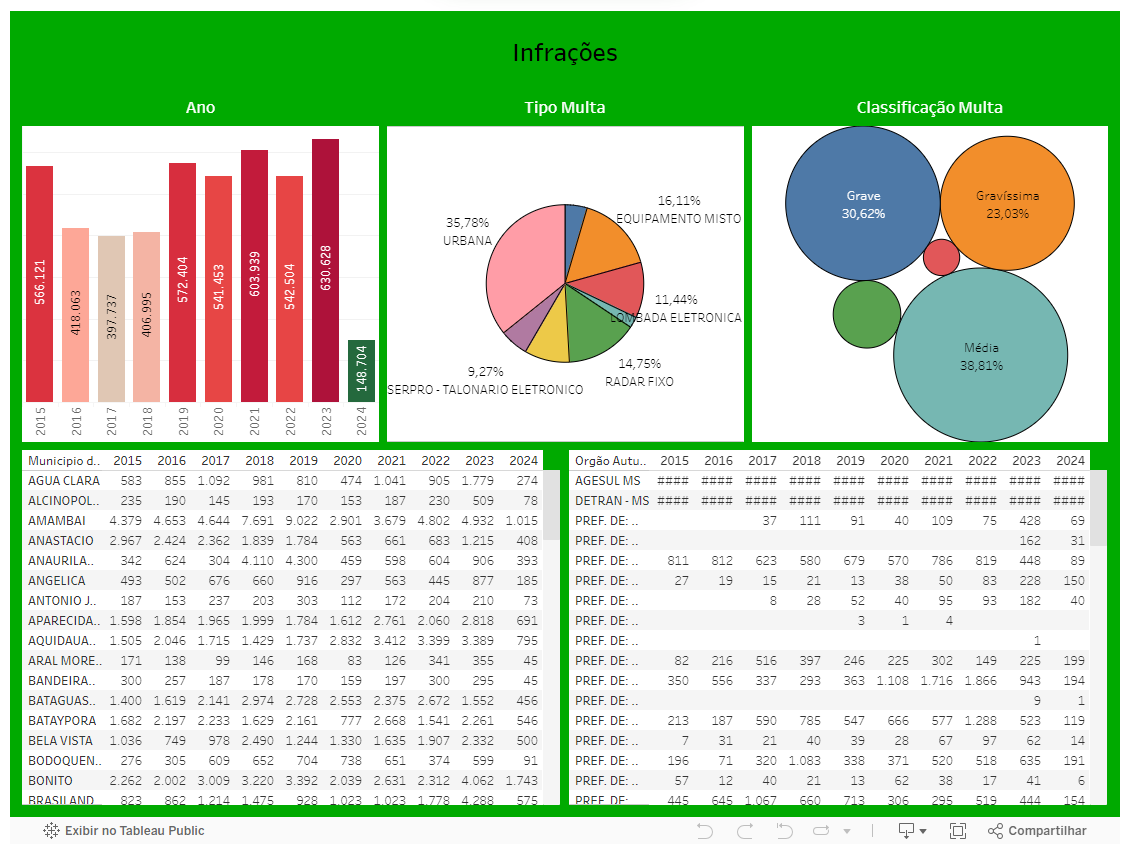 Infrações
Ano
Tipo Multa
Classificação Multa
566.121
418.063
397.737
406.995
572.404
541.453
603.939
542.504
630.628
148.704
2015 2016 2017 2018 2019 2020 2021 2022 2023 2024
16,11%
EQUIPAMENTO MISTO
35,78%
URBANA
11,44%
LOMBADA ELETRONICA
14,75%
RADAR FIXO
9,27%
SERPRO - TALONARIO ELETRONICO
Grave
30,62%
Gravíssima
23,03%
Média
38,81%
Municipio d.. 2015 2016 2017 2018 2019 2020 2021 2022 2023 2024
AGUA CLARA 583 855 1.092 981 810 474 1.041 905 1.779 274
ALCINOPOL.. 235 190 145 193 170 153 187 230 509 78
AMAMBAI 4.379 4.653 4.644 7.691 9.022 2.901 3.679 4.802 4.932 1.015
ANASTACIO 2.967 2.424 2.362 1.839 1.784 563 661 683 1.215 408
ANAURILA.. 342 624 304 4.110 4.300 459 598 604 906 393
ANGELICA 493 502 676 660 916 297 563 445 877 185
ANTONIO J.. 187 153 237 203 303 112 172 204 210 73
APARECIDA.. 1.598 1.854 1.965 1.999 1.784 1.612 2.761 2.060 2.818 691
AQUIDAUA.. 1.505 2.046 1.715 1.429 1.737 2.832 3.412 3.399 3.389 795
ARAL MORE.. 171 138 99 146 168 83 126 341 355 45
BANDEIRA.. 300 257 187 178 170 159 197 300 295 45
BATAGUAS.. 1.400 1.619 2.141 2.974 2.728 2.553 2.375 2.672 1.552 456
BATAYPORA 1.682 2.197 2.233 1.629 2.161 777 2.668 1.541 2.261 546
BELA VISTA 1.036 749 978 2.490 1.244 1.330 1.635 1.907 2.332 500
BODOQUEN.. 276 305 609 652 704 738 651 374 599 91
BONITO 2.262 2.002 3.009 3.220 3.392 2.039 2.631 2.312 4.062 1.743
BRASILAND.. 823 862 1.214 1.475 928 1.023 1.023 1.778 4.288 575
Orgão Autu.. 2015 2016 2017 2018 2019 2020 2021 2022 2023 2024
AGESUL MS #### #### #### #### #### #### #### #### #### ####
DETRAN - MS #### #### #### #### #### #### #### #### #### ####
PREF. DE: .. 37 111 91 40 109 75 428 69
PREF. DE: .. 162 31
PREF. DE: .. 811 812 623 580 679 570 786 819 448 89
PREF. DE: .. 27 19 15 21 13 38 50 83 228 150
PREF. DE: .. 8 28 52 40 95 93 182 40
PREF. DE: .. 3 1 4
PREF. DE: .. 1
PREF. DE: .. 82 216 516 397 246 225 302 149 225 199
PREF. DE: .. 350 556 337 293 363 1.108 1.716 1.866 943 194
PREF. DE: .. 9 1
PREF. DE: .. 213 187 590 785 547 666 577 1.288 523 119
PREF. DE: .. 7 31 21 40 39 28 67 97 62 14
PREF. DE: .. 196 71 320 1.083 338 371 520 518 635 191
PREF. DE: .. 57 12 40 21 13 62 38 17 41 6
PREF. DE: .. 445 645 1.067 660 713 306 295 519 444 154
Exibir no Tableau Public
Compartilhar